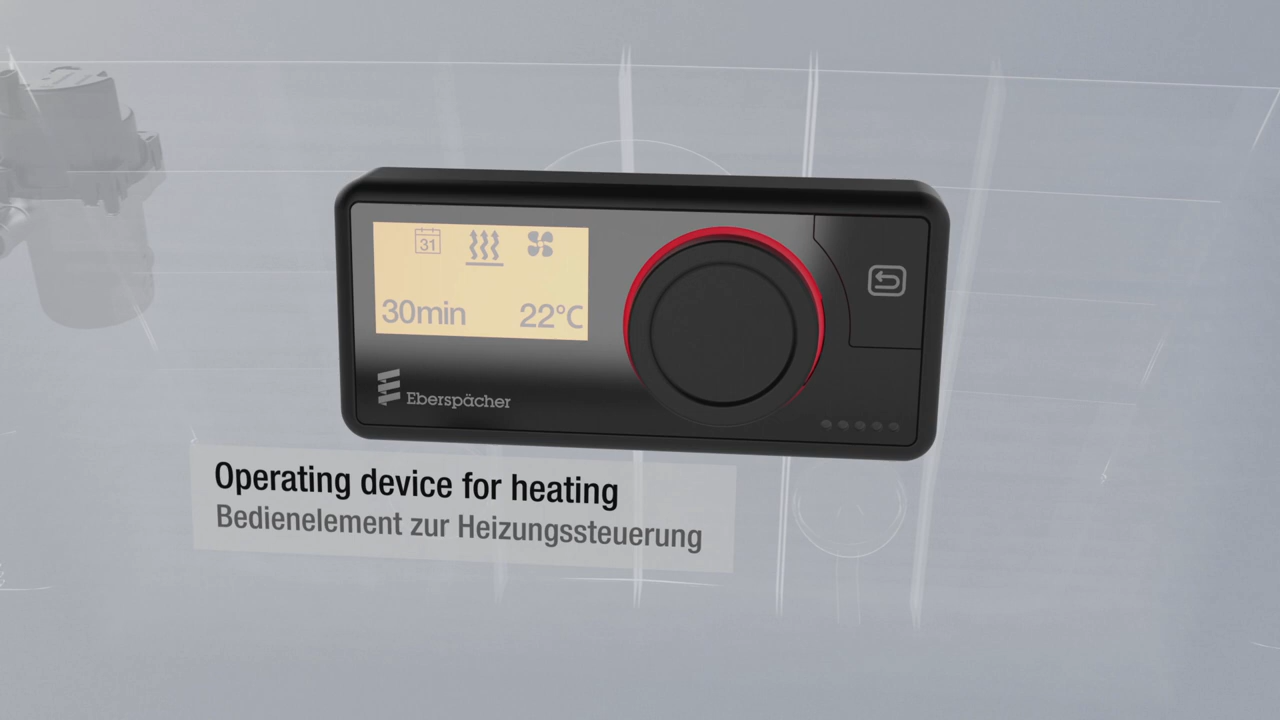 31
30min 22°C
Eberspächer
Operating device for heating
Bedienelement zur Heizungssteuerung